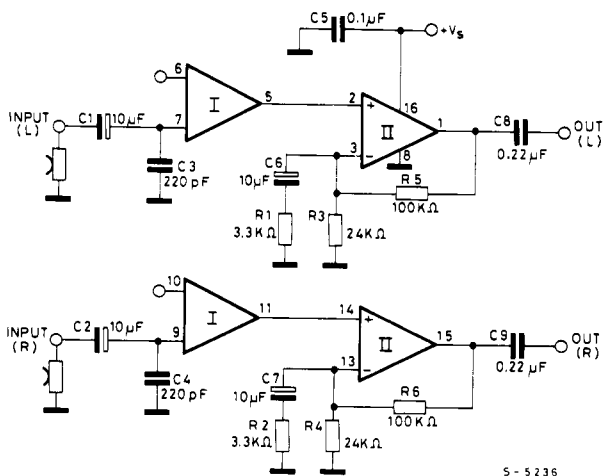 C5 0.1µF
+Vs
6
5
2
16
I
INPUT
(L)
C1 10µF
7
+
II
1
C8
OUT
(L)
0.22µF
3
-
8
C3
220pF
C6
10µF
R5
100KΩ
R1
3.3KΩ
R3
24KΩ
10
11
14
I
INPUT
(R)
C2 10µF
9
+
II
15
C9
OUT
(R)
0.22µF
13
-
C4
220pF
C7
10µF
R6
100KΩ
R2
3.3KΩ
R4
24KΩ
S-5236